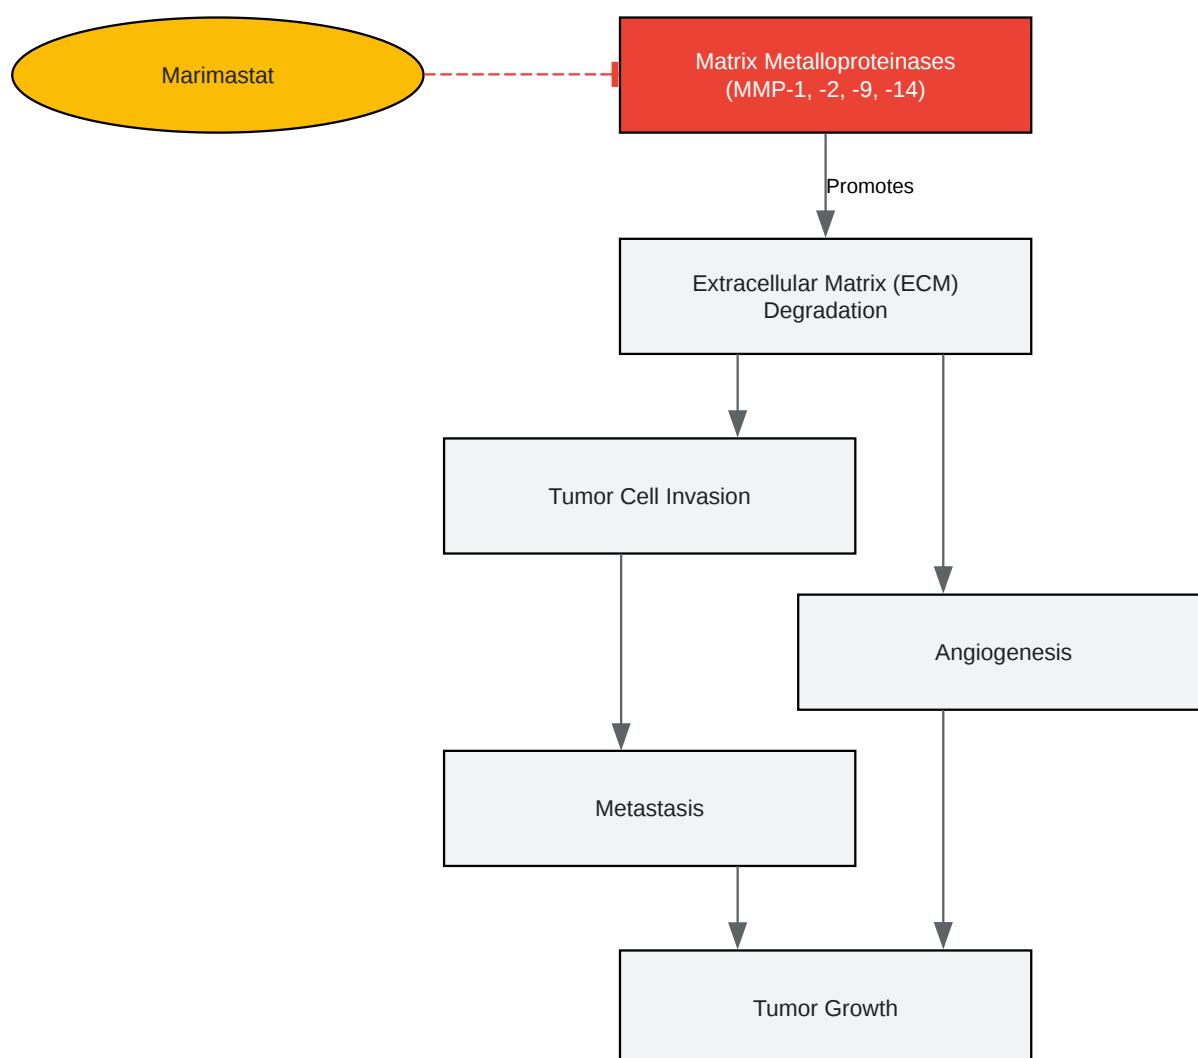 Marimastat
Matrix Metalloproteinases
(MMP-1, -2, -9, -14)
Promotes
Extracellular Matrix (ECM)
Degradation
Tumor Cell Invasion
Angiogenesis
Metastasis
Tumor Growth